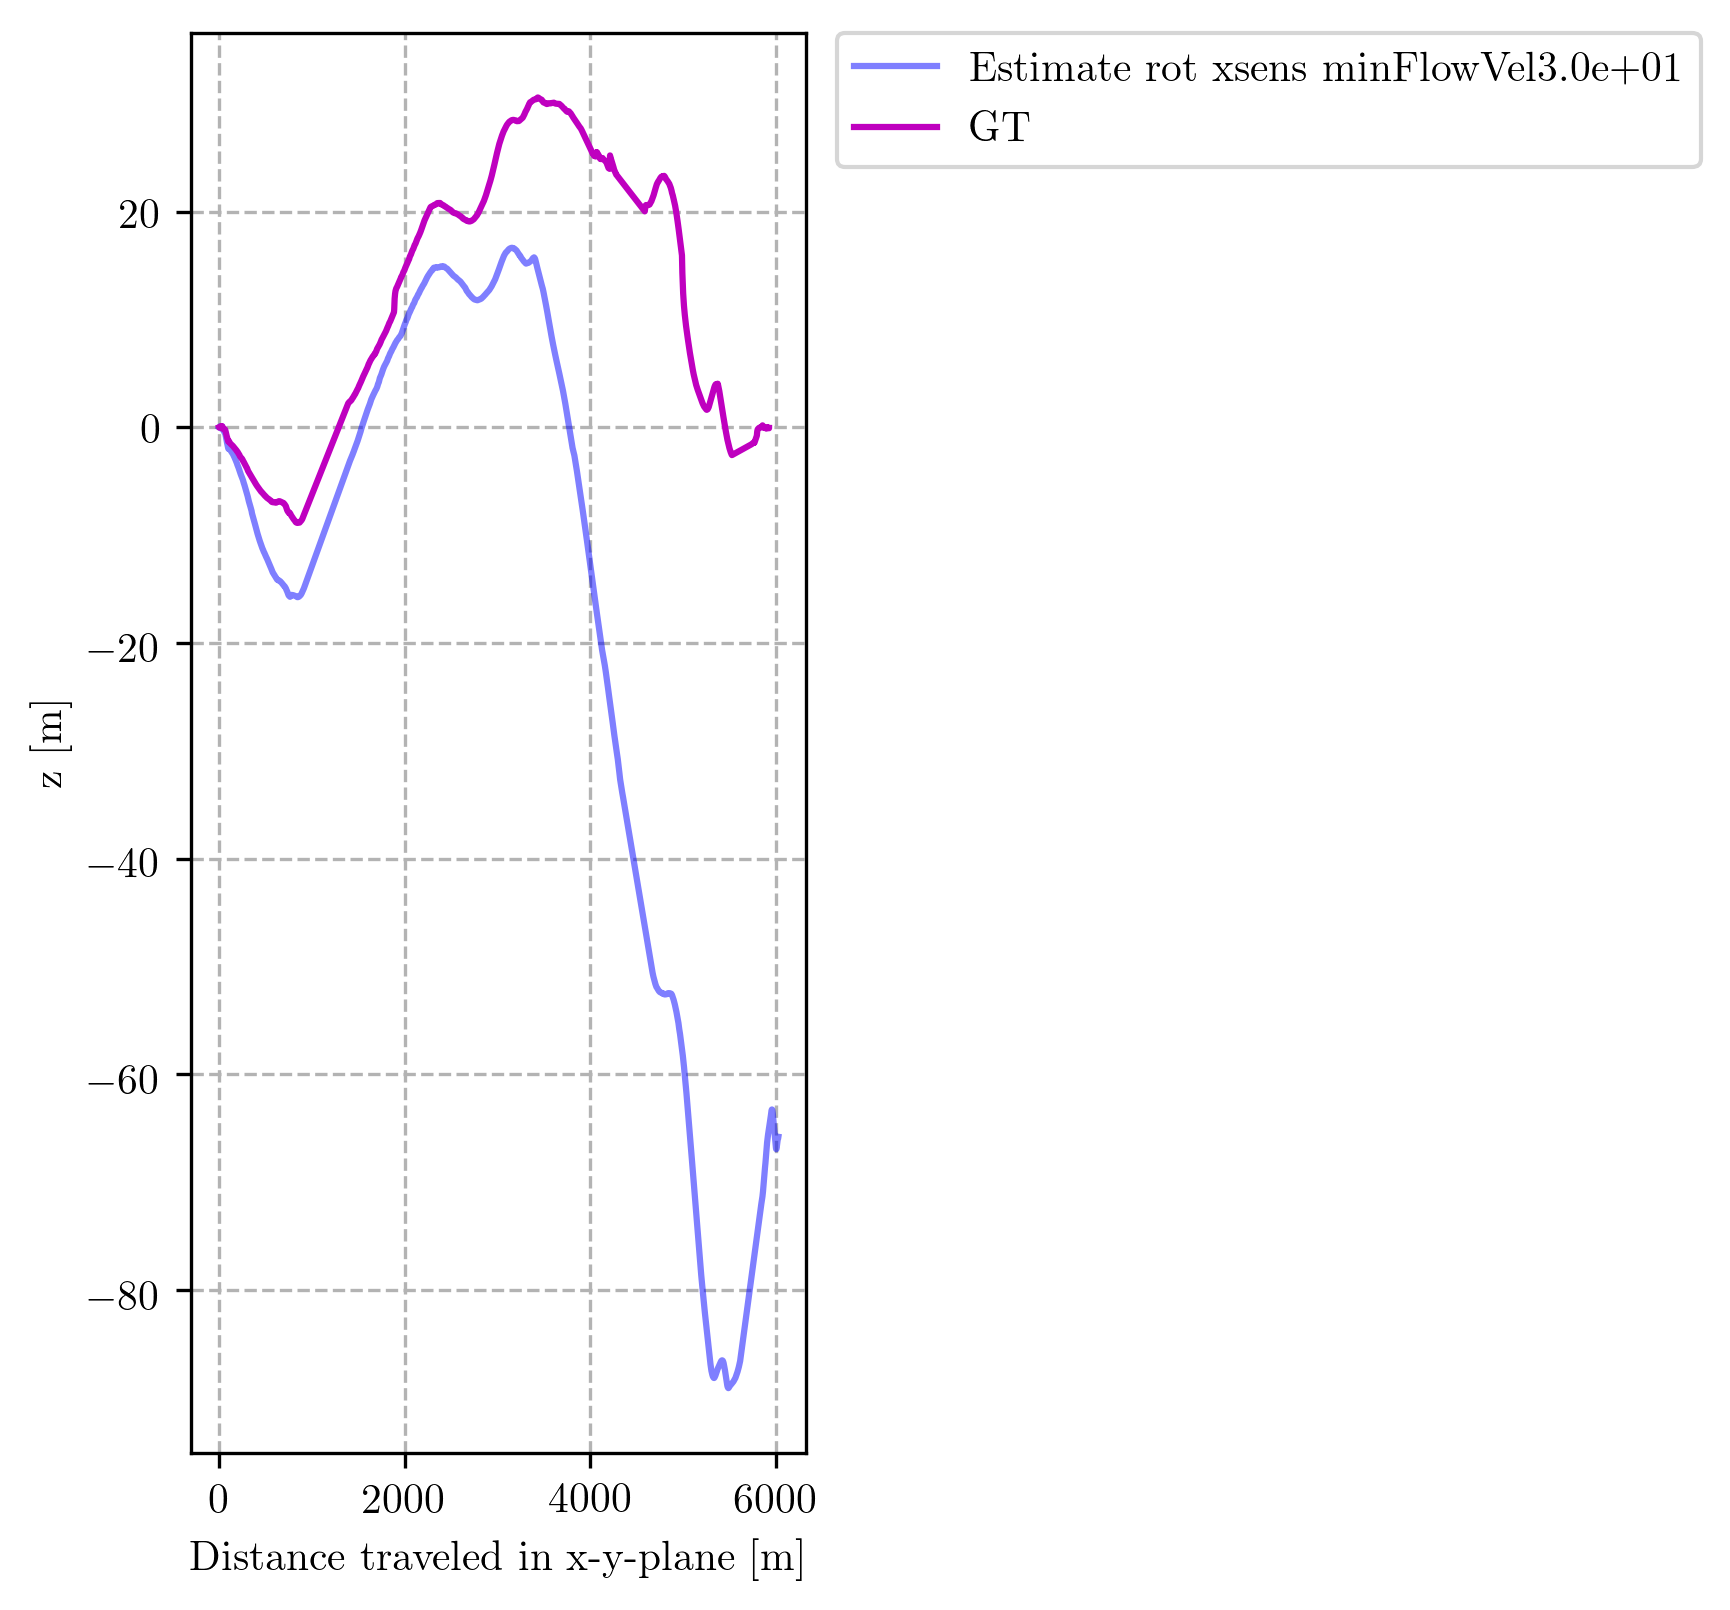 Estimate rot xsens minFlowVel3.0e+01
GT
20
0
−20
−40
−60
−80
z [m]
0 2000 4000 6000
Distance traveled in x-y-plane [m]